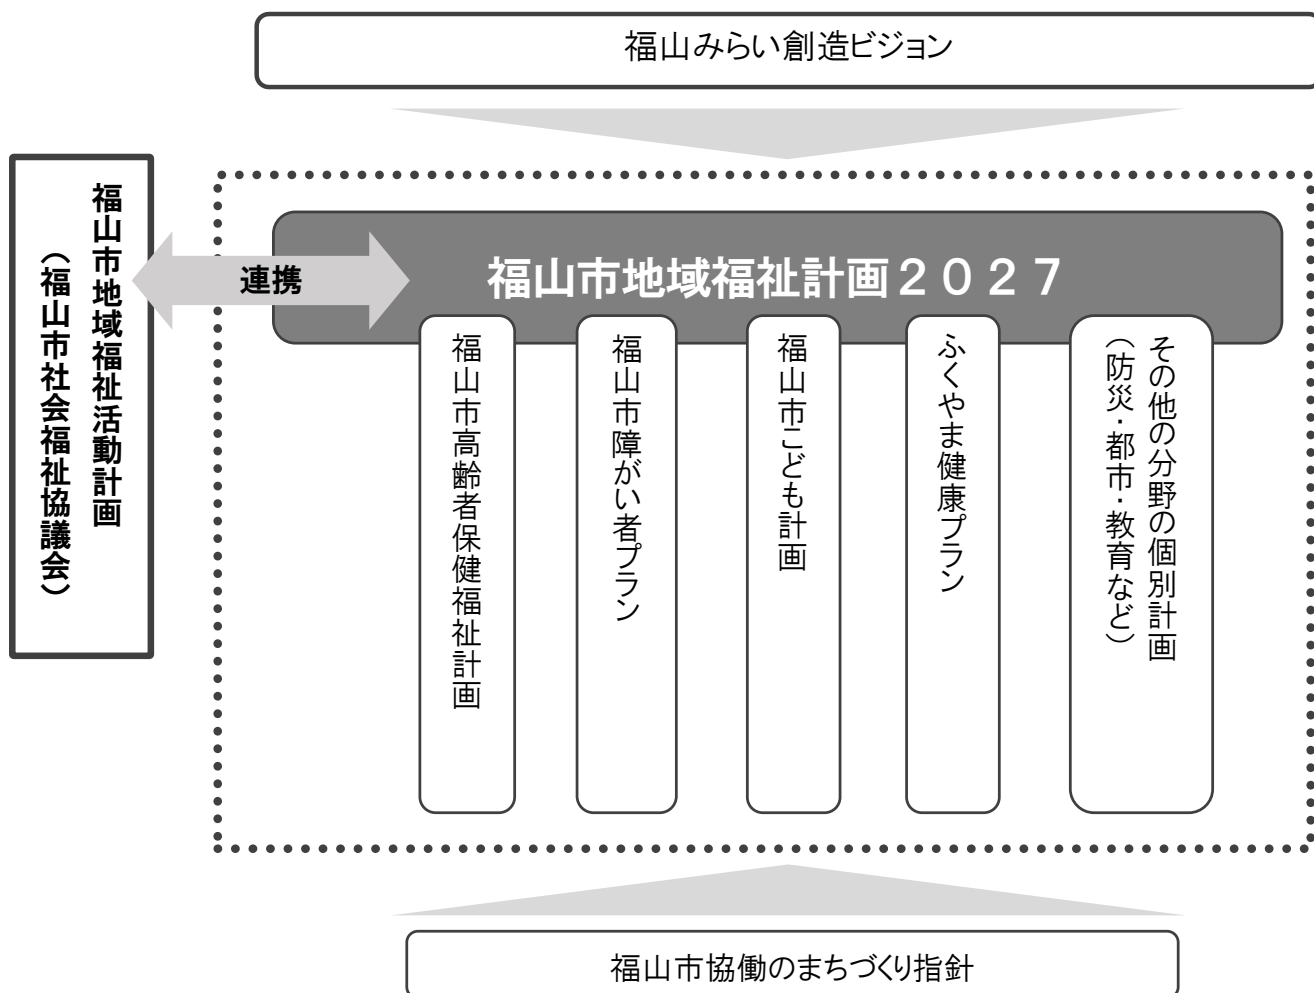 福山みらい創造ビジョン
福山市地域福祉活動計画
（福山市社会福祉協議会）
連携
福山市地域福祉計画２０２７
福山市高齢者保健福祉計画
福山市障がい者プラン
福山市こども計画
ふくやま健康プラン
その他の分野の個別計画
（防災・都市・教育など）
福山市協働のまちづくり指針